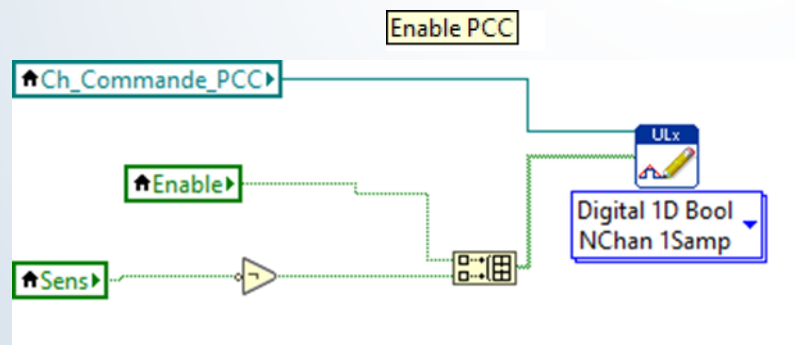 Enable PCC
Ch_Commande_PCC
ULx
Enable
Digital 1D Bool
NChan 1Samp
Sens